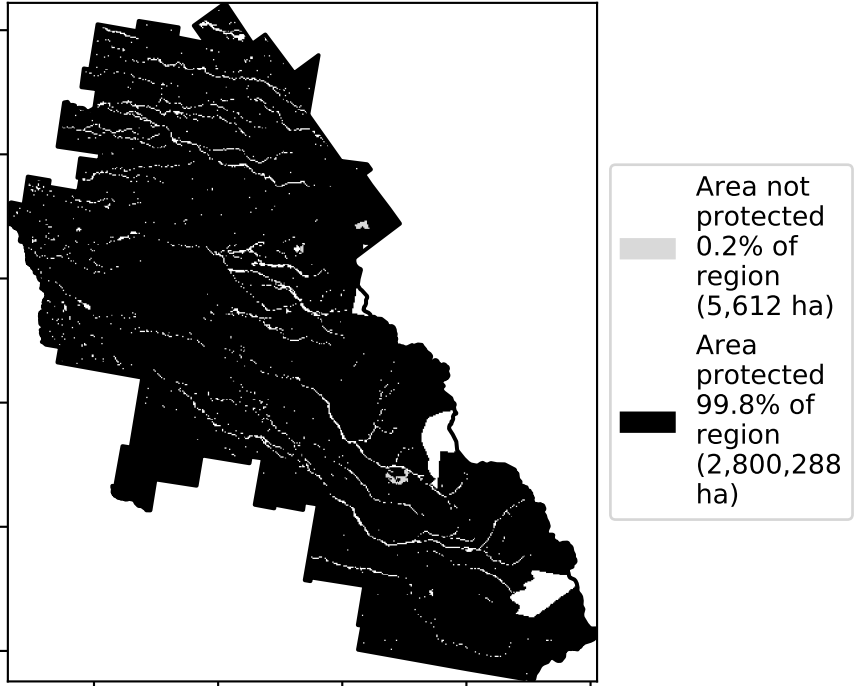 Area not
protected
0.2% of
region
(5,612 ha)
Area
protected
99.8% of
region
(2,800,288
ha)